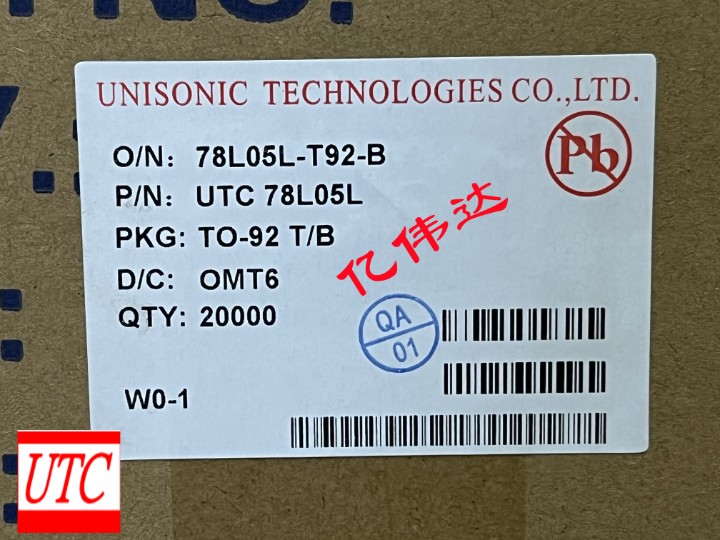 UNISONIC TECHNOLOGIES CO.,LTD.
Pb
O/N: 78L05L-T92-B
P/N: UTC 78L05L
PKG: TO-92 T/B
D/C: OMT6
QTY: 20000
亿伟达
QA
01
W0-1
UTC